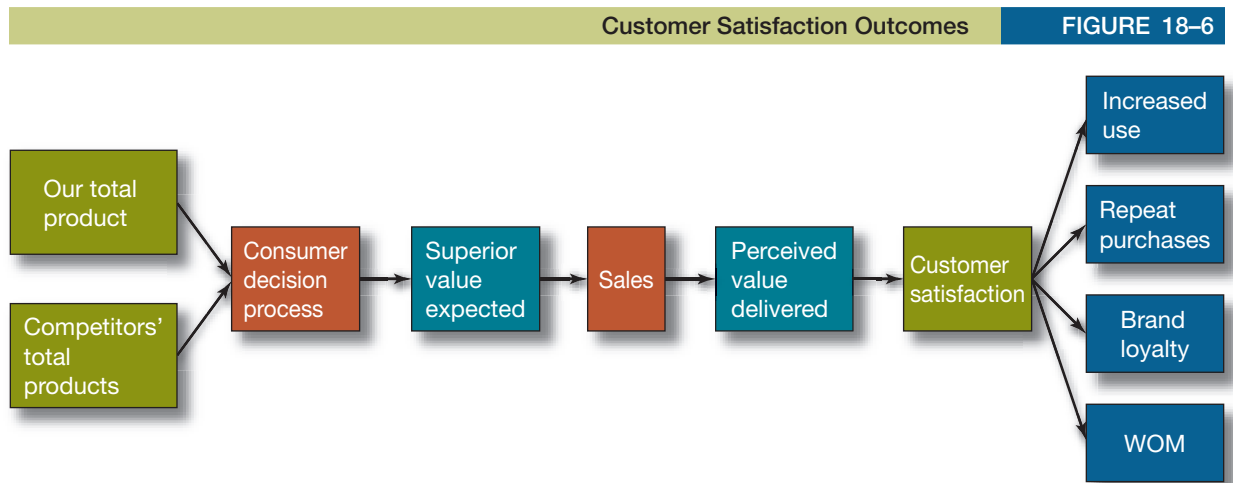 Customer Satisfaction Outcomes
FIGURE 18–6
Our total
product
Competitors’
total
products
Consumer
decision
process
Superior
value
expected
Sales
Perceived
value
delivered
Customer
satisfaction
Increased
use
Repeat
purchases
Brand
loyalty
WOM